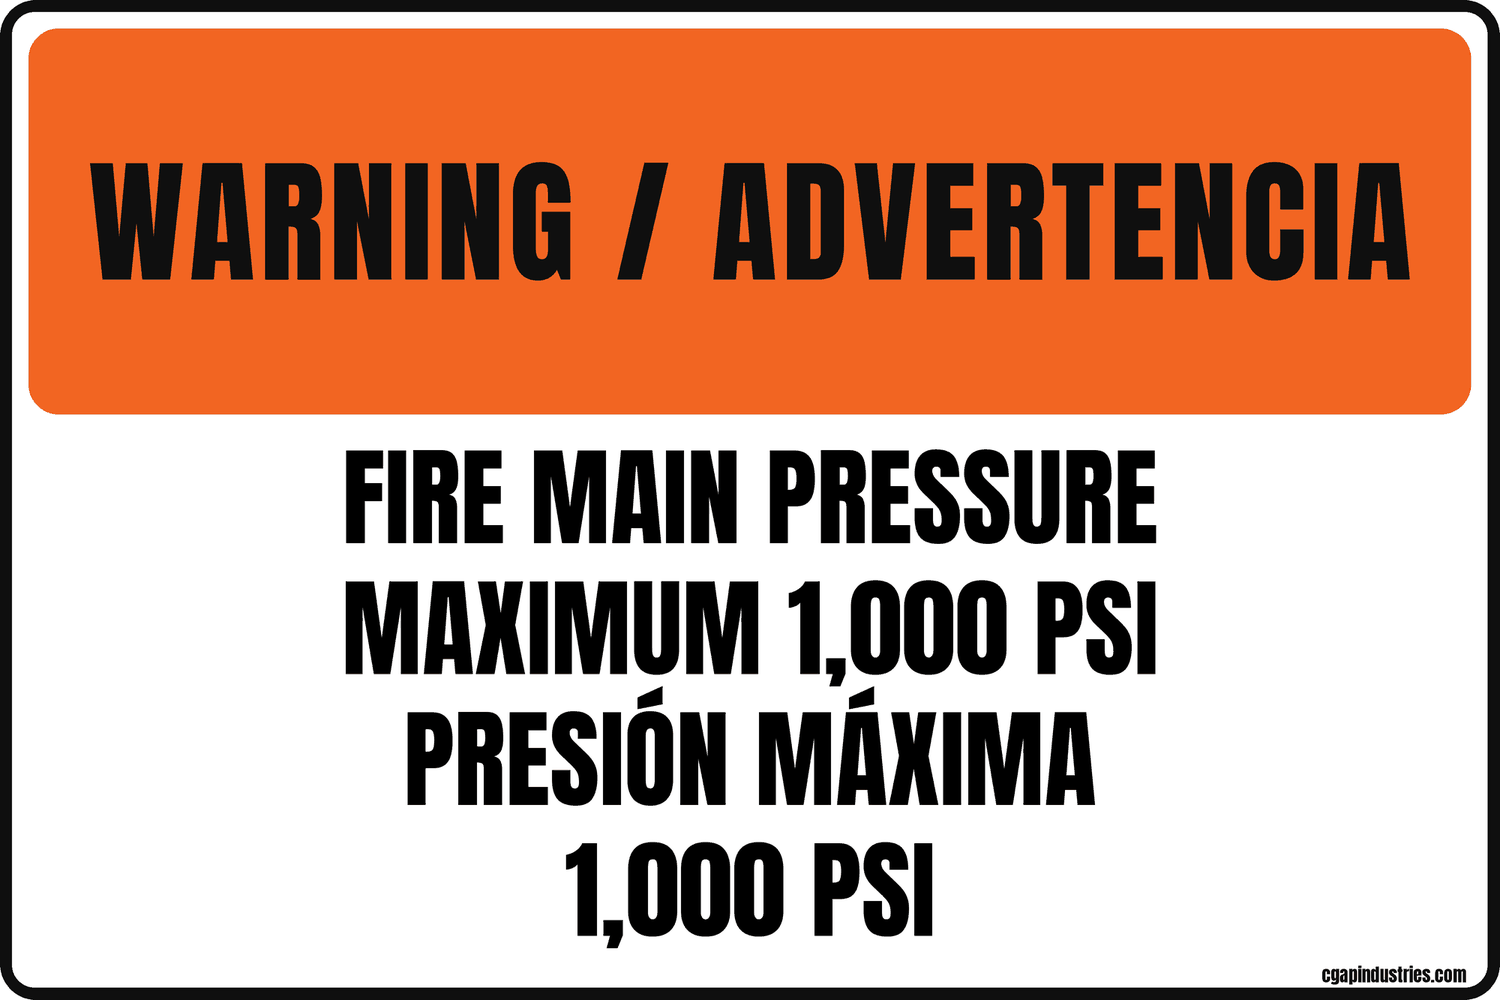 WARNING / ADVERTENCIA
FIRE MAIN PRESSURE
MAXIMUM 1,000 PSI
PRESIÓN MÁXIMA
1,000 PSI
cgapindustries.com